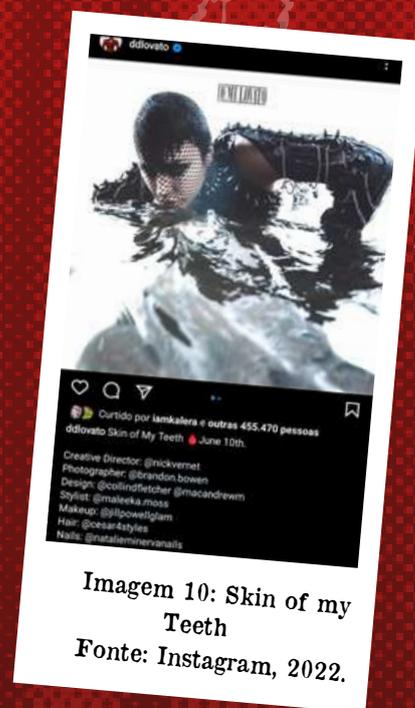 ddlovato
DEMI LOVATO
Curtido por iamkalera e outras 455.470 pessoas
ddlovato Skin of My Teeth 🩸 June 10th.
Creative Director: @nickvernet
Photographer: @brandon.bowen
Design: @collindfletcher @macandrewm
Stylist: @maleeka.moss
Makeup: @jillpowellglam
Hair: @cesar4styles
Nails: @natalieminervanails
Imagem 10: Skin of my
Teeth
Fonte: Instagram, 2022.